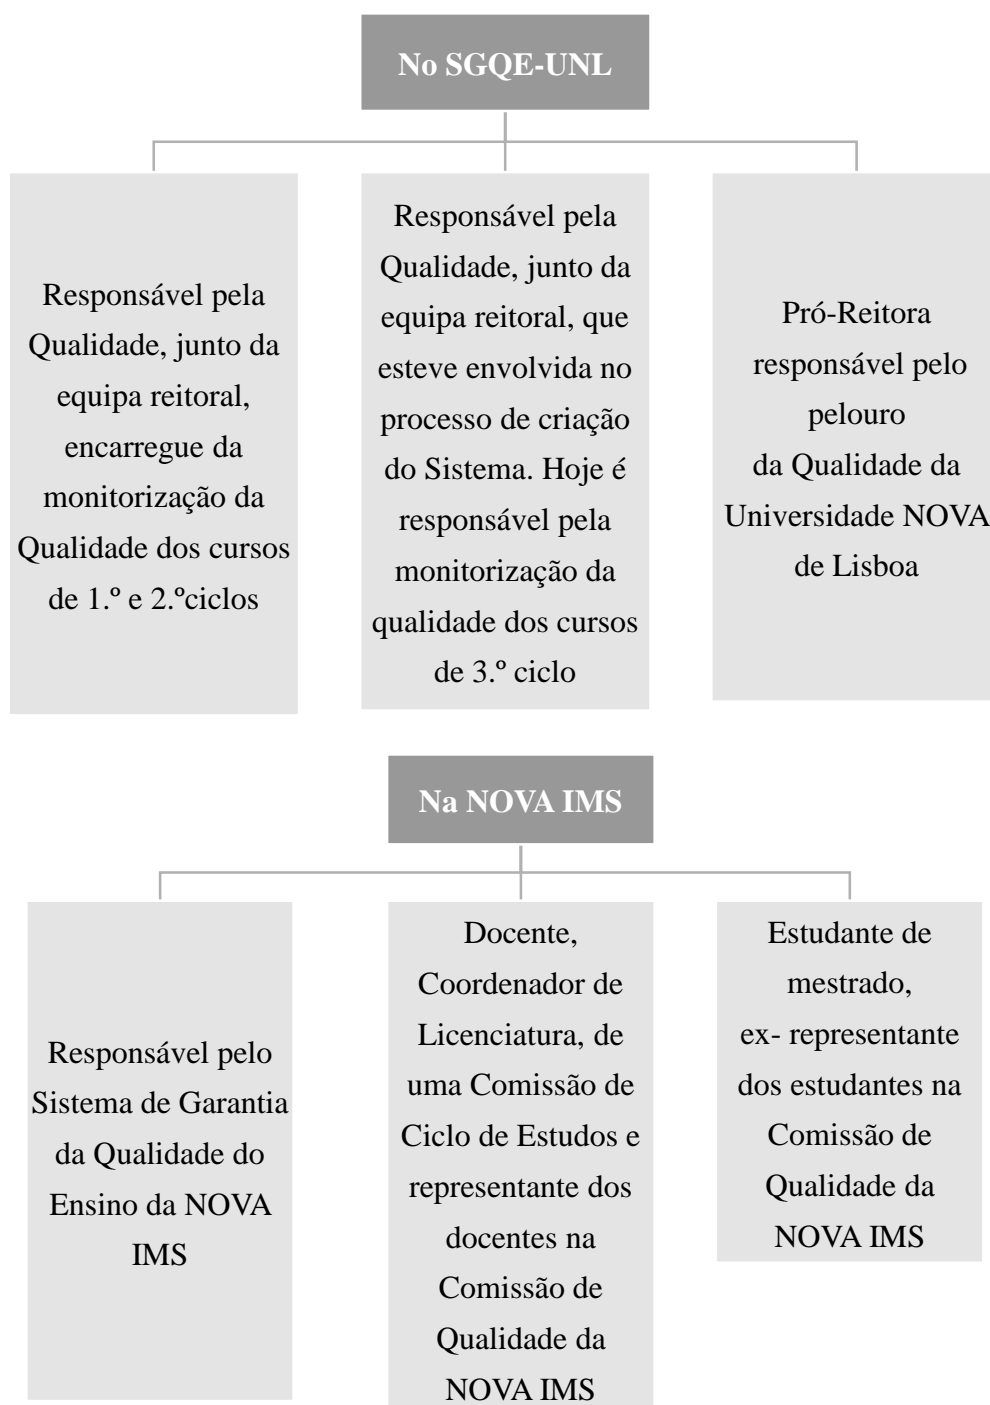 No SGQE-UNL
Responsável pela
Qualidade, junto da
equipa reitoral,
encarregue da
monitorização da
Qualidade dos cursos
de 1.º e 2.ºciclos
Responsável pela
Qualidade, junto da
equipa reitoral, que
esteve envolvida no
processo de criação
do Sistema. Hoje é
responsável pela
monitorização da
qualidade dos cursos
de 3.º ciclo
Pró-Reitora
responsável pelo
pelouro
da Qualidade da
Universidade NOVA
de Lisboa
Na NOVA IMS
Responsável pelo
Sistema de Garantia
da Qualidade do
Ensino da NOVA
IMS
Docente,
Coordenador de
Licenciatura, de
uma Comissão de
Ciclo de Estudos e
representante dos
docentes na
Comissão de
Qualidade da
NOVA IMS
Estudante de
mestrado,
ex- representante
dos estudantes na
Comissão de
Qualidade da
NOVA IMS